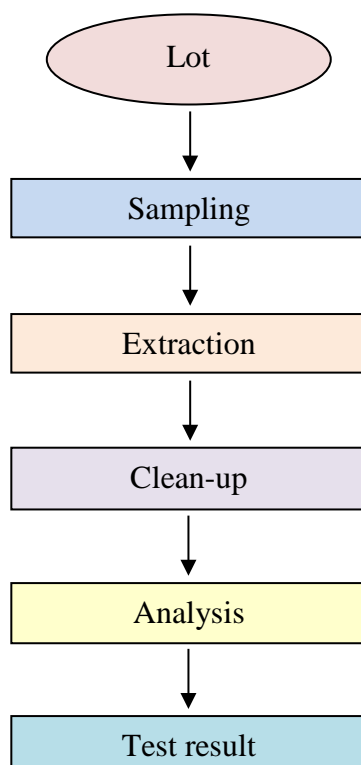 Lot
Sampling
Extraction
Clean-up
Analysis
Test result